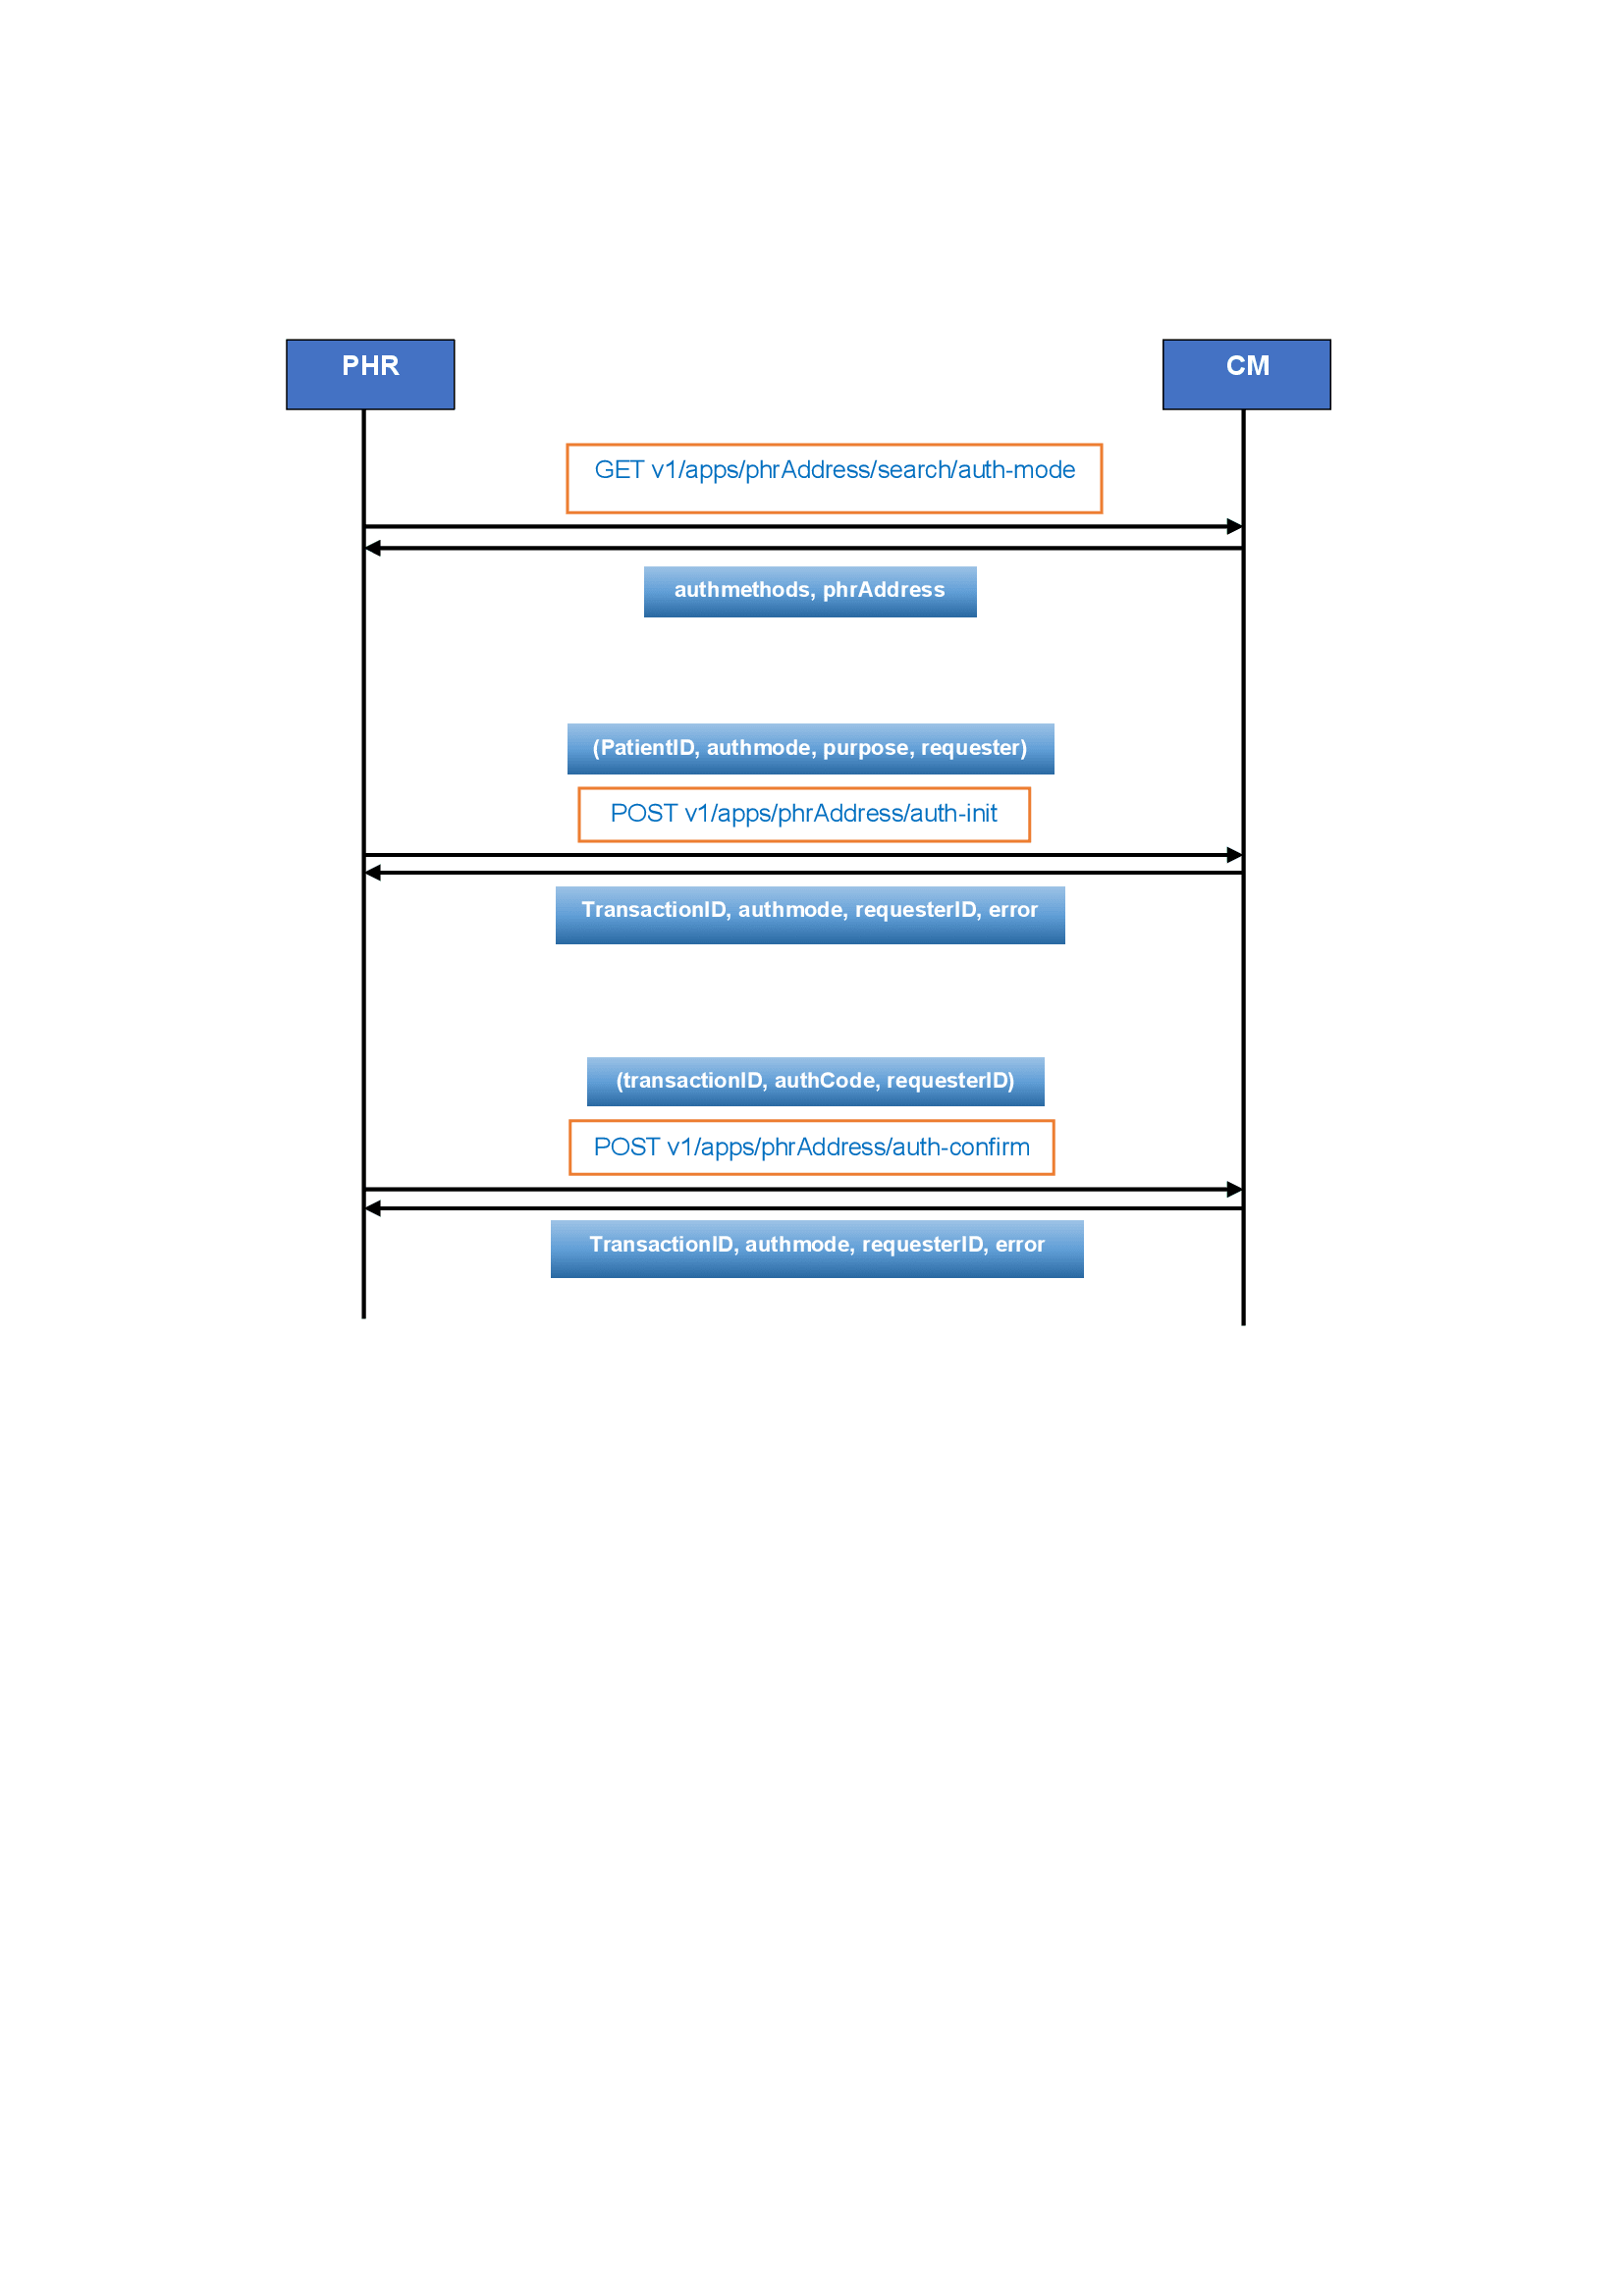 PHR
CM
GET v1/apps/phrAddress/search/auth-mode
authmethods, phrAddress
(PatientID, authmode, purpose, requester)
POST v1/apps/phrAddress/auth-init
TransactionID, authmode, requesterID, error
(transactionID, authCode, requesterID)
POST v1/apps/phrAddress/auth-confirm
TransactionID, authmode, requesterID, error